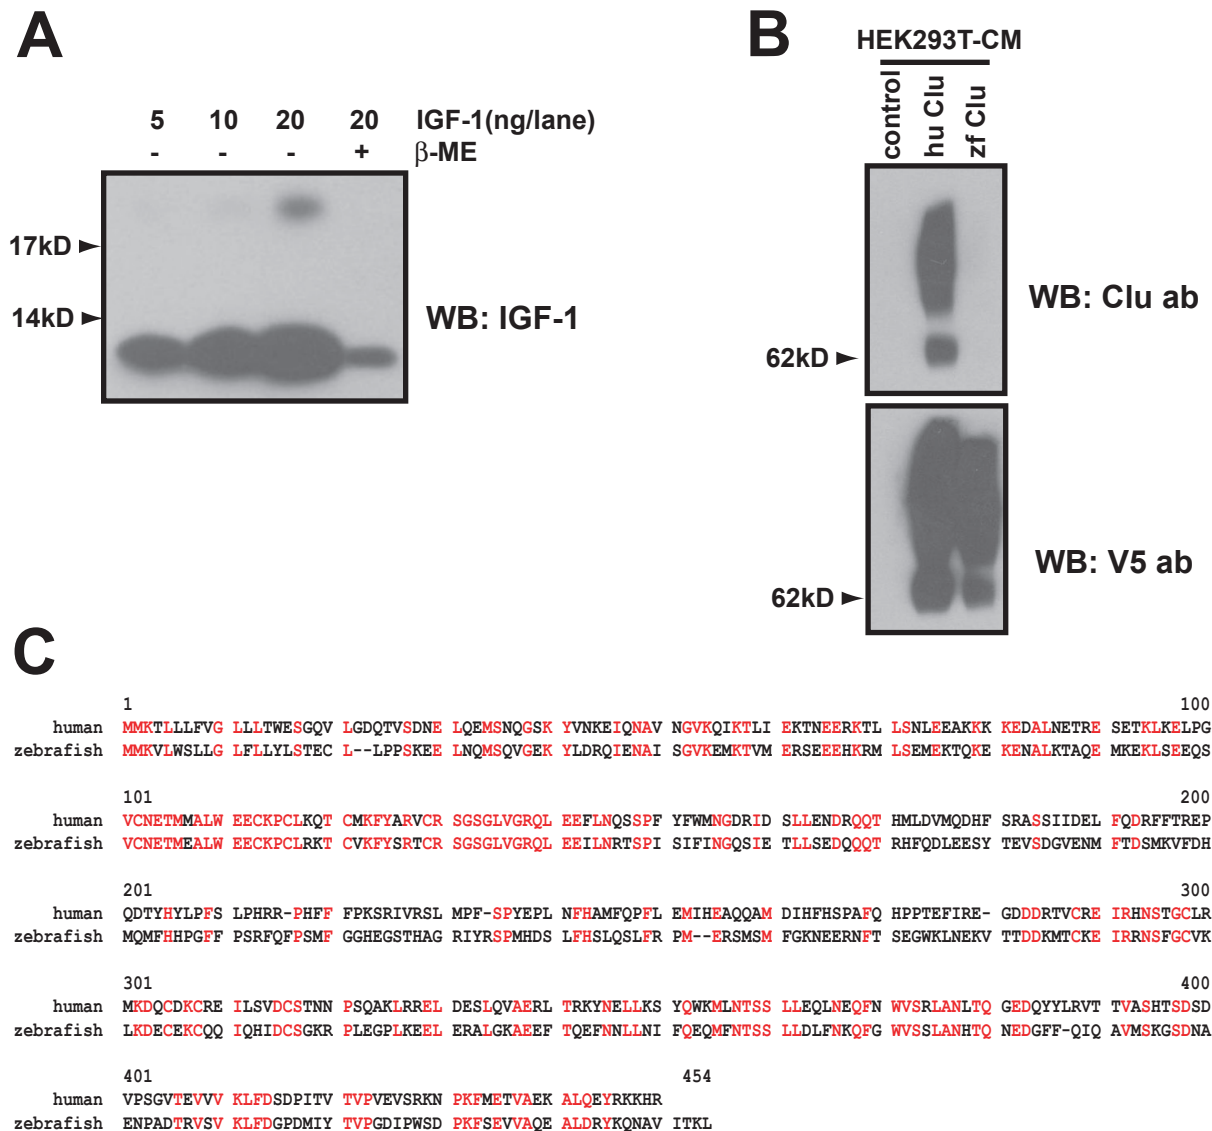 A
5 10 20 20 IGF-1(ng/lane)
- - - + β-ME
17kD
14kD
WB: IGF-1
B
HEK293T-CM
control
hu Clu
zf Clu
62kD
WB: Clu ab
62kD
WB: V5 ab
C
1 100
human MMKTLLLFVG LLLTWESGQV LGDQTVSDNE LQEMSNQGSK YVNKEIQNAV NGVKQIKTLI EKTNEERKTL LSNLEEAKKK KEDALNETRE SETKLKELPG
zebrafish MMKVLWSLLG LFLLYLSTEC L--LPPSKEE LNQMSQVGEK YLDRQIENAI SGVKEMKTVM ERSEEEHKRM LSEMEKTQKE KENALKTAQE MKEKLSEEQS
101 200
human VCNETMMALW EECKPCLKQT CMKFYARVCR SGSGLVGRQL EEFLNQSSPF YFWMNGDRID SLLENDRQQT HMLDVMQDHF SRASSIIDEL FQDRFFTREP
zebrafish VCNETMEALW EECKPCLRKT CVKFYSRTCR SGSGLVGRQL EEILNRTSPI SIFINGQSIE TLLSEDQQQT RHFQDLEESY TEVSDGVENM FTDSMKVFDH
201 300
human QDTYHYLPFS LPHRR-PHFF FPKSRIVRSL MPF-SPYEPL NFHAMFQPFL EMIHEAQQAM DIHFHSPAFQ HPPTEFIRE- GDDDRTVCRE IRHNSTGCLR
zebrafish MQMFHHPGFF PSRFQFPSMF GGHEGSTHAG RIYRSPMHDS LFHSLQSLFR PM--ERSMSM FGKNEERNFT SEGWKLNEKV TTDDKMTCKE IRRNSFGCVK
301 400
human MKDQCDKCRE ILSVDCSTNN PSQAKLRREL DESLQVAERL TRKYNELLKS YQWKMLNTSS LLEQLNEQFN WVSRLANLTQ GEDQYYLRVT TVASHTSDSD
zebrafish LKDECEKCQQ IQHIDCSGKR PLEGPLKEEL ERALGKAEEF TQEFNNLLNI FQEQMFNTSS LLDLFNKQFG WVSSLANHTQ NEDGFF-QIQ AVMSKGSDNA
401 454
human VPSGVTEVVV KLFDSDPITV TVPVEVSRKN PKFMETVAEK ALQEYRKKHR
zebrafish ENPADTRVSV KLFDGPDMIY TVPGDIPWSD PKFSEVVAQE ALDRYKQNAV ITKL